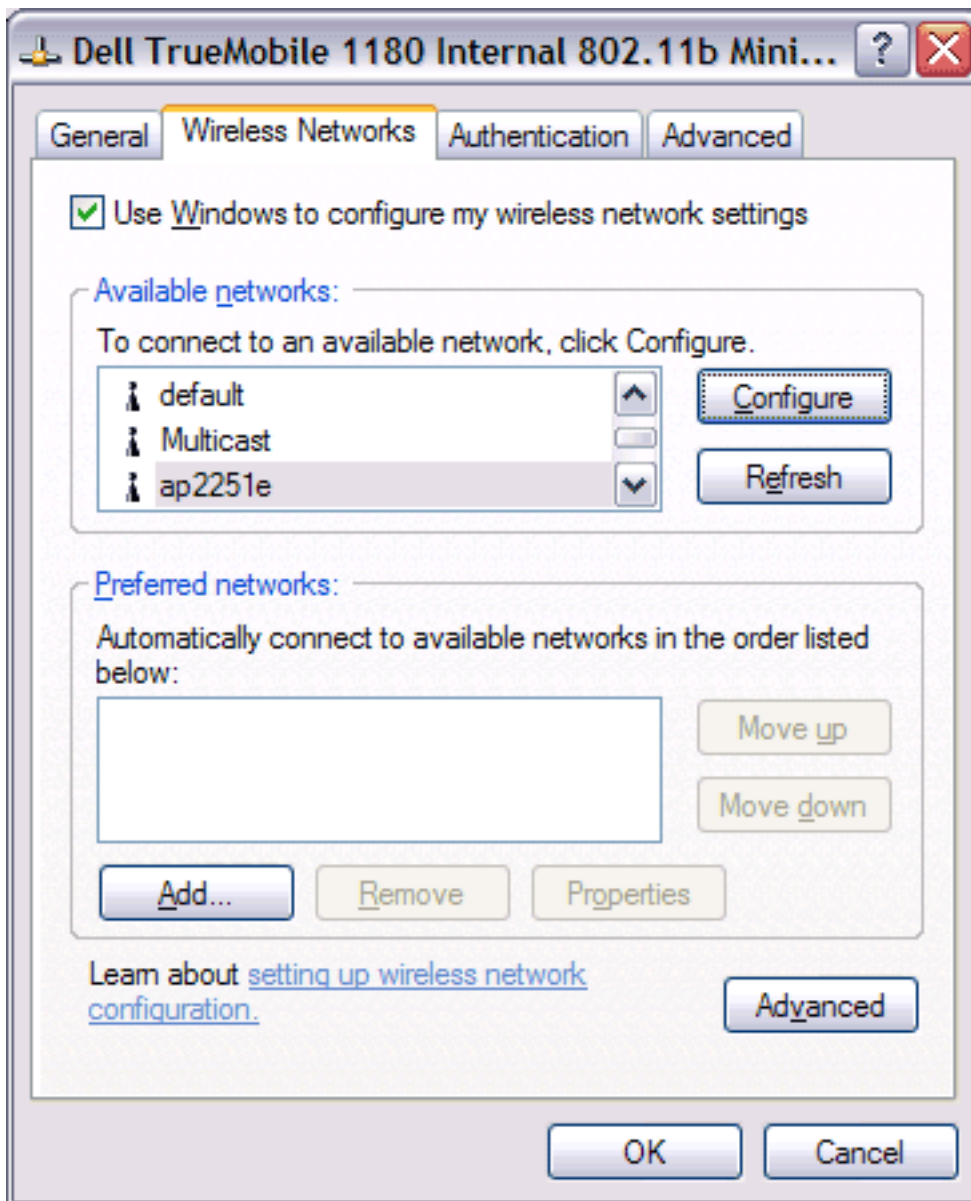 Dell TrueMobile 1180 Internal 802.11b Mini...
General
Wireless Networks
Authentication
Advanced
Use Windows to configure my wireless network settings
Available networks:
To connect to an available network, click Configure.
default
Multicast
ap2251e
Configure
Refresh
Preferred networks:
Automatically connect to available networks in the order listed
below:
Move up
Move down
Add...
Remove
Properties
Learn about setting up wireless network
configuration.
Advanced
OK
Cancel